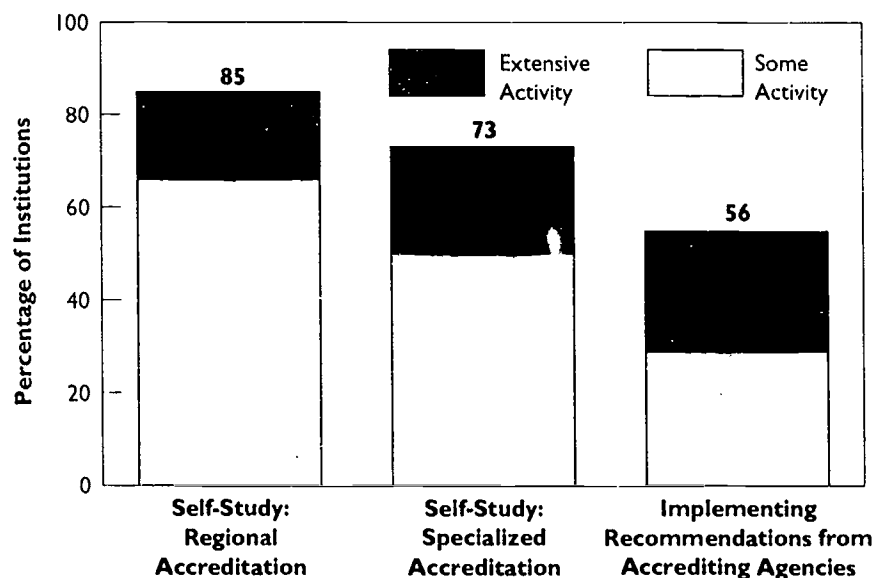 100
80
60
40
20
0
Percentage of Institutions
Extensive
Activity
Some
Activity
85
73
56
Self-Study:
Regional
Accreditation
Self-Study:
Specialized
Accreditation
Implementing
Recommendations from
Accrediting Agencies